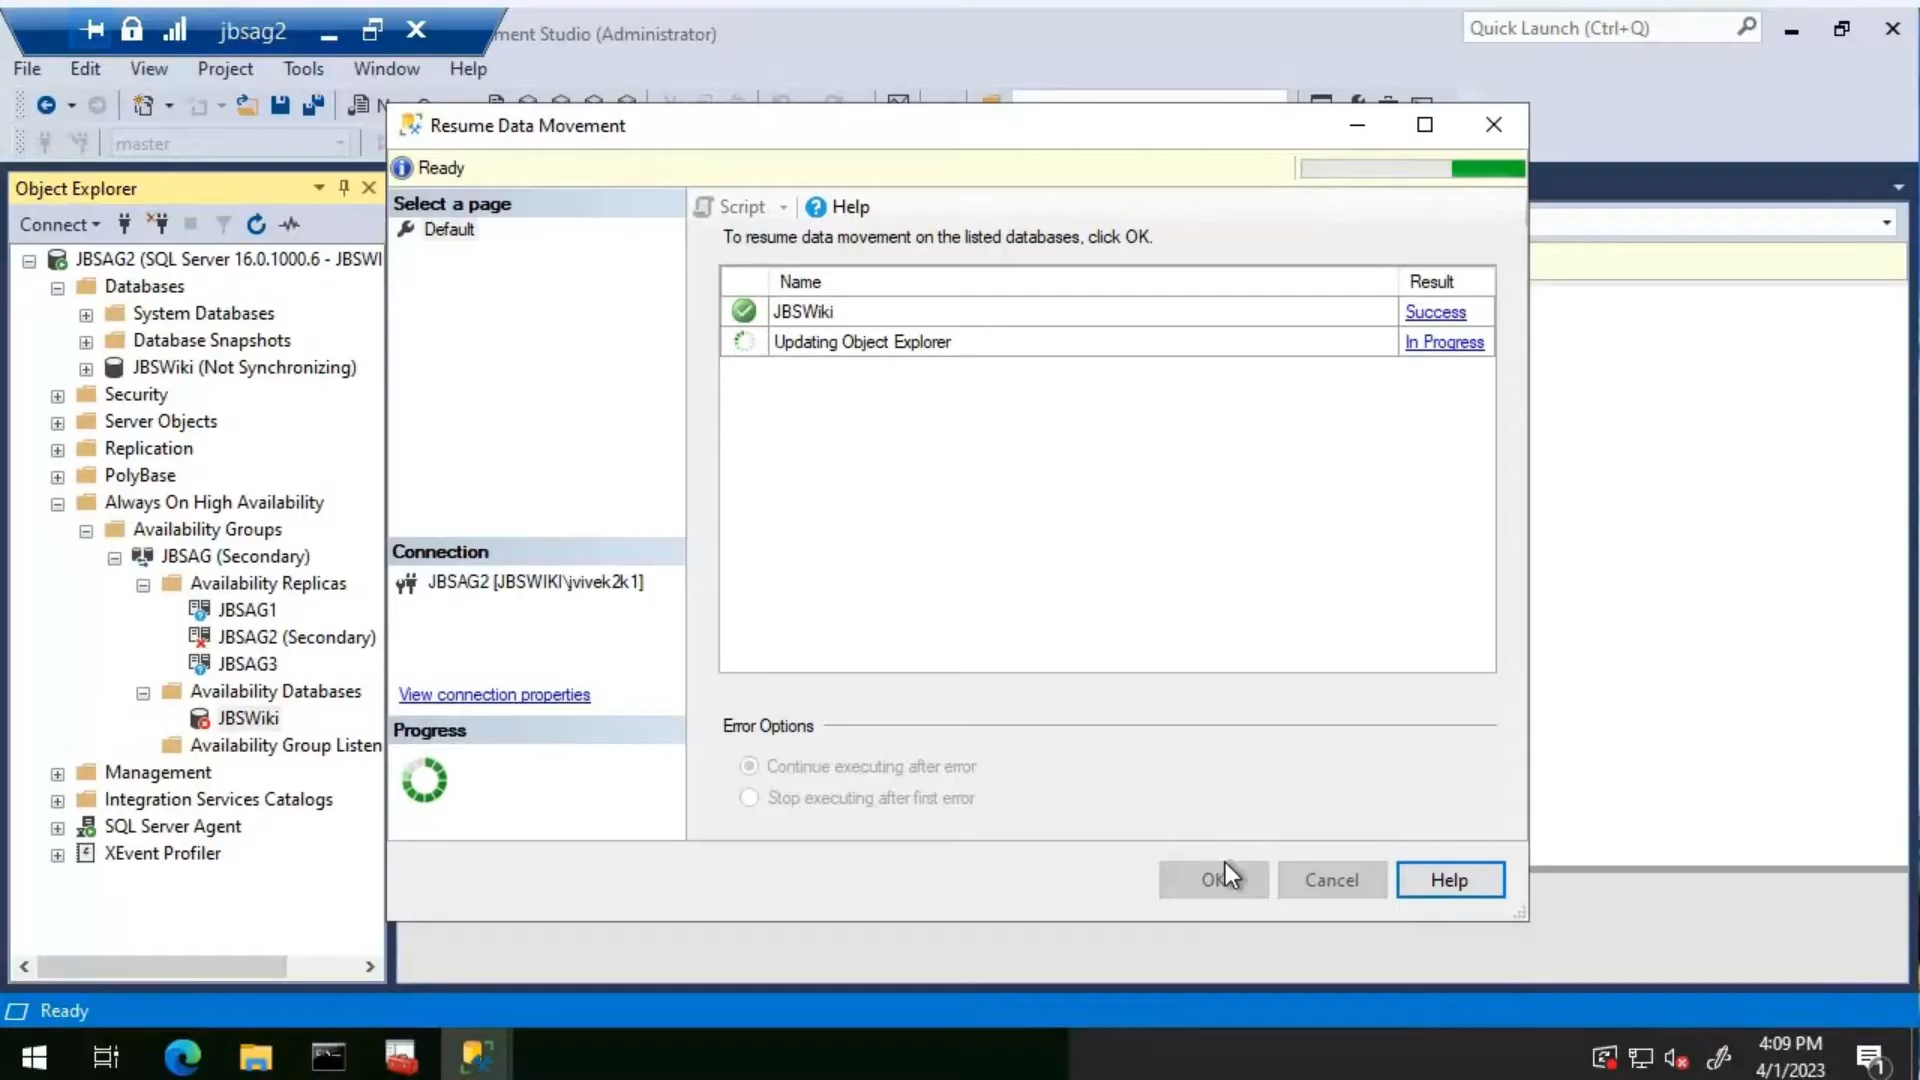 jbsag2
ment Studio (Administrator)
Quick Launch (Ctrl+Q)
File Edit View Project Tools Window Help
master
Resume Data Movement
Ready
Object Explorer
Connect
JBSAG2 (SQL Server 16.0.1000.6 - JBSWI
Databases
System Databases
Database Snapshots
JBSWiki (Not Synchronizing)
Security
Server Objects
Replication
PolyBase
Always On High Availability
Availability Groups
JBSAG (Secondary)
Availability Replicas
JBSAG1
JBSAG2 (Secondary)
JBSAG3
Availability Databases
JBSWiki
Availability Group Listen
Management
Integration Services Catalogs
SQL Server Agent
XEvent Profiler
Select a page
Default
Connection
JBSAG2 [JBSWIKI\jvivek2k1]
View connection properties
Progress
Script Help
To resume data movement on the listed databases, click OK.
Name Result
JBSWiki Success
Updating Object Explorer In Progress
Error Options
Continue executing after error
Stop executing after first error
OK Cancel Help
Ready
4:09 PM
4/1/2023
1